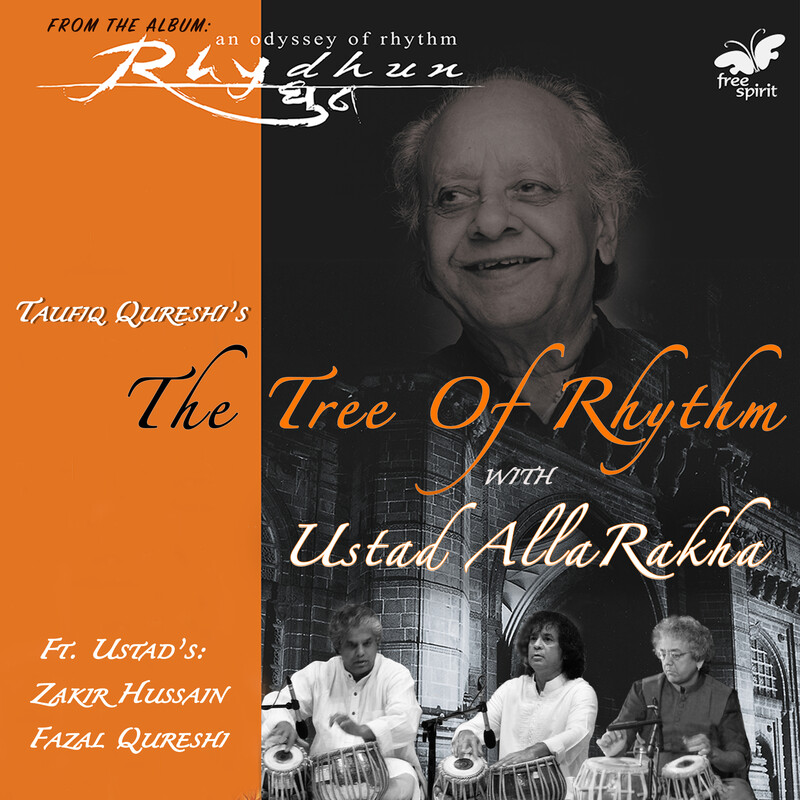 FROM THE ALBUM:
an odyssey of rhythm
Rhydhun
धुन
free
spirit
TAUFIQ QURESHI'S
The Tree Of Rhythm
WITH
Ustad AllaRakha
FT. USTAD'S:
ZAKIR HUSSAIN
FAZAL QURESHI